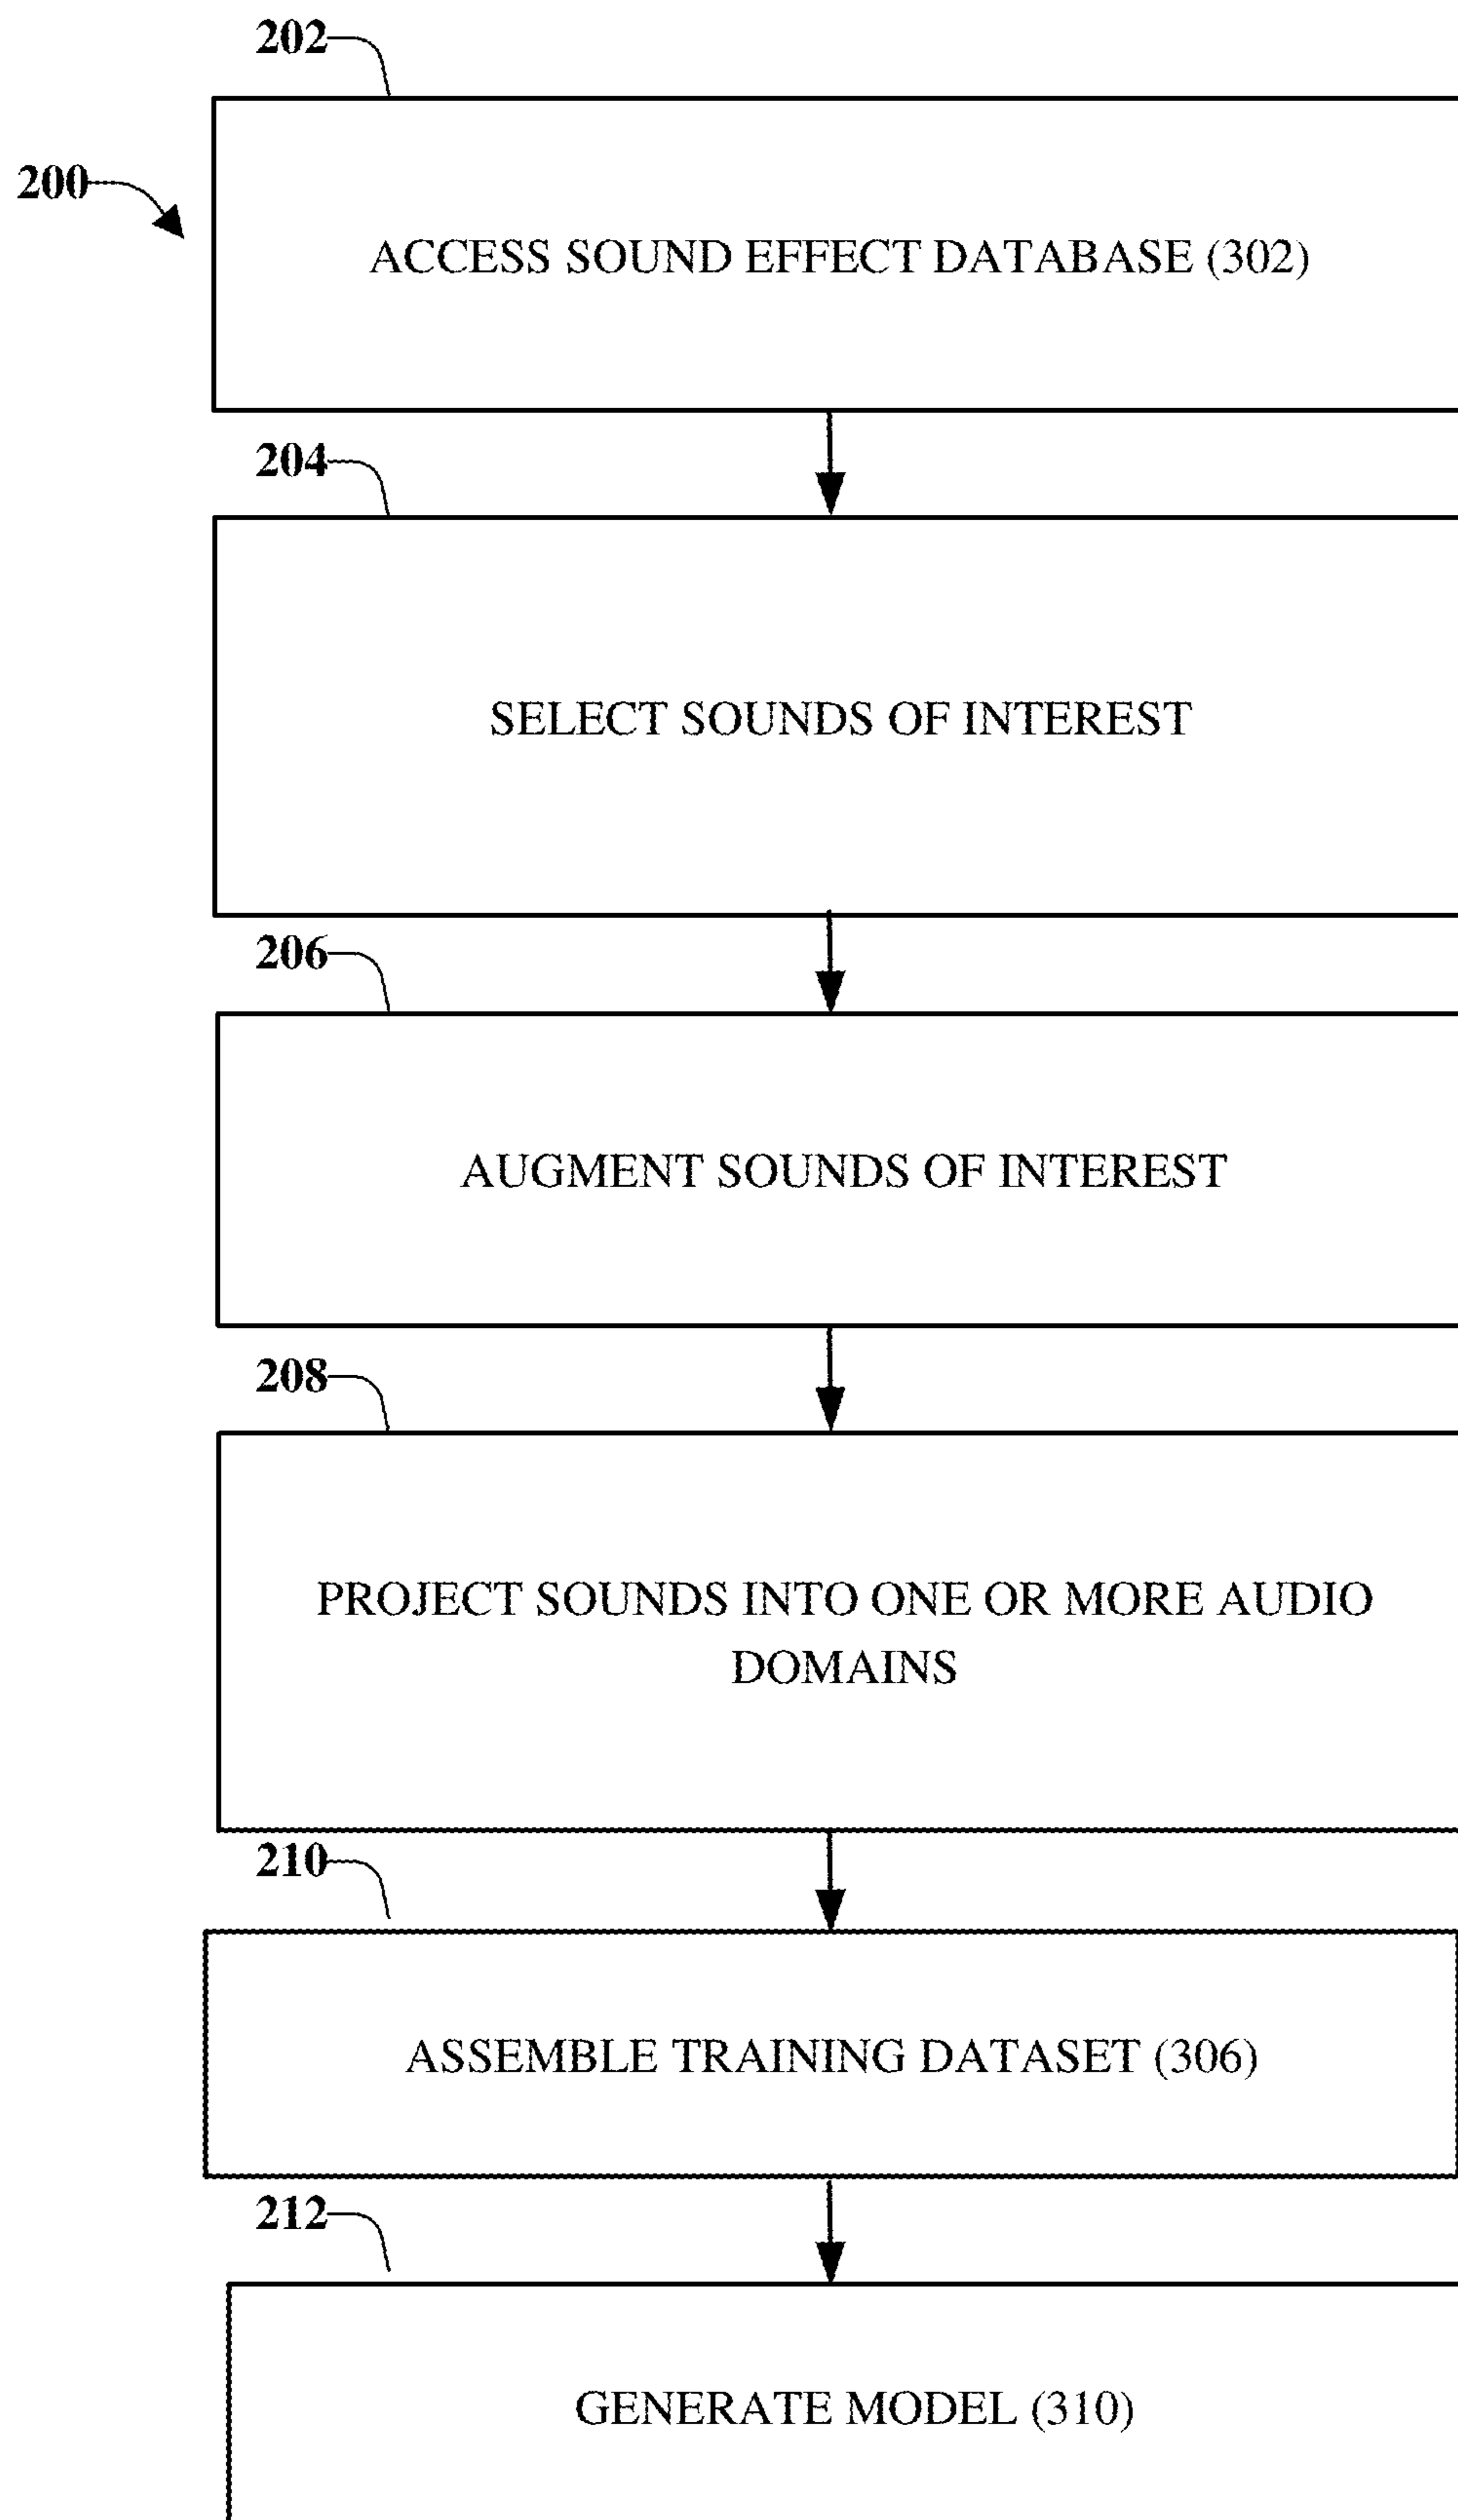 202
200
ACCESS SOUND EFFECT DATABASE (302)
204
SELECT SOUNDS OF INTEREST
206
AUGMENT SOUNDS OF INTEREST
208
PROJECT SOUNDS INTO ONE OR MORE AUDIO
DOMAINS
210
ASSEMBLE TRAINING DATASET (306)
212
GENERATE MODEL (310)